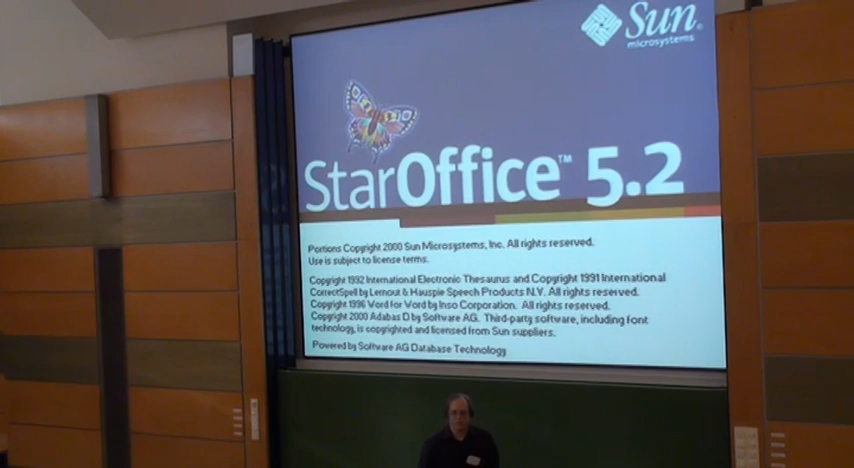 Sun
microsystems
StarOffice™ 5.2
Portions Copyright 2000 Sun Microsystems, Inc. All rights reserved.
Use is subject to license terms.
Copyright 1992 International Electronic Thesaurus and Copyright 1991 International
CorrectSpell by Lernout & Hauspie Speech Products N.V. All rights reserved.
Copyright 1996 Word for Word by Inso Corporation. All rights reserved.
Copyright 2000 Adabas D by Software AG. Third-party software, including font
technology, is copyrighted and licensed from Sun suppliers.
Powered by Software AG Database Technology